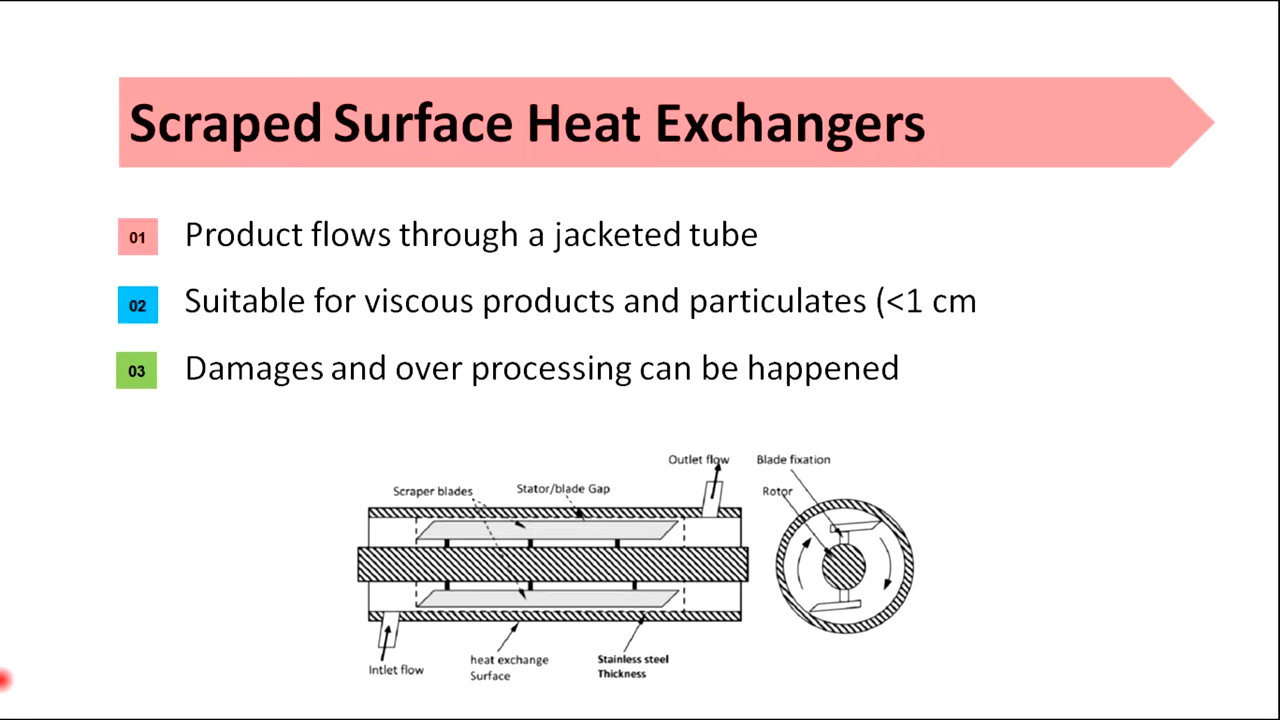 Scraped Surface Heat Exchangers
01 Product flows through a jacketed tube
02 Suitable for viscous products and particulates (<1 cm
03 Damages and over processing can be happened
Outlet flow
Blade fixation
Scraper blades
Stator/blade Gap
Rotor
Intlet flow
heat exchange
Surface
Stainless steel
Thickness